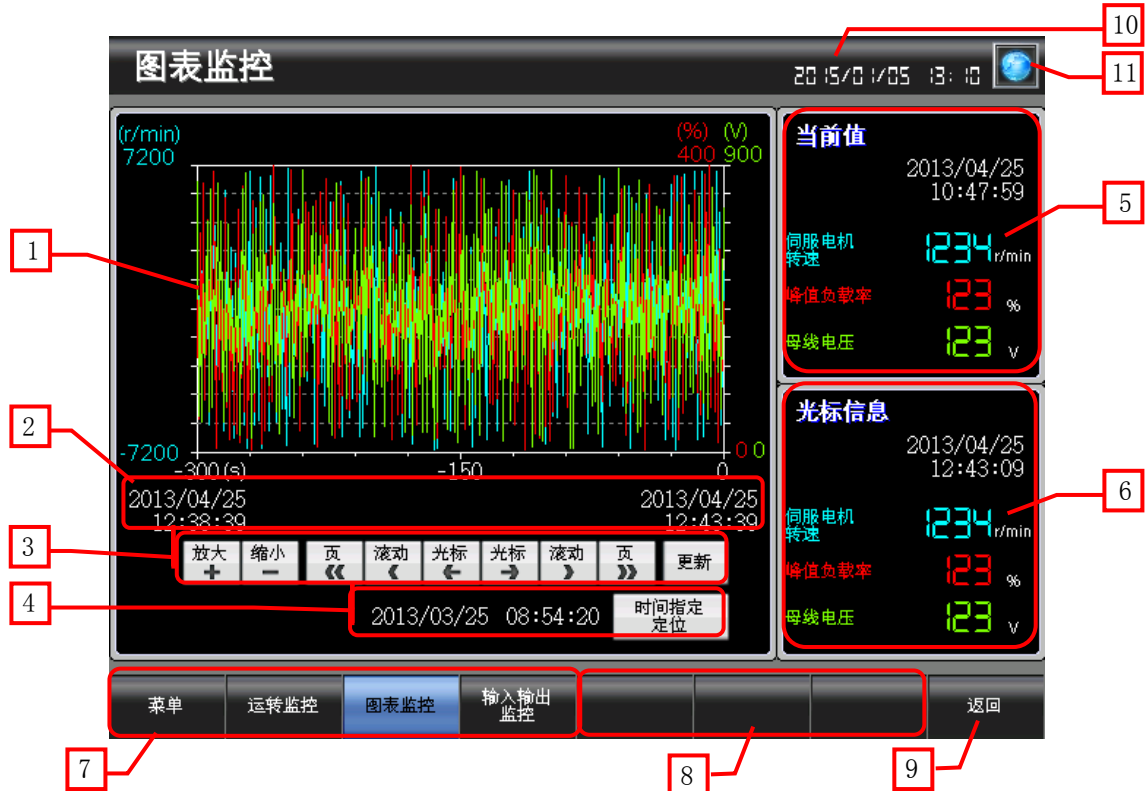 10
图表监控
2015/01/05 13:10
11
(r/min)
(%) (V)
7200
400 900
-7200
0 0
-300(s)
-150
0
2013/04/25
12:38:39
2013/04/25
12:43:39
放大
+
缩小
−
页
《
滚动
〈
光标
←
光标
→
滚动
〉
页
》
更新
2013/03/25 08:54:20
时间指定
定位
当前值
2013/04/25
10:47:59
伺服电机
转速
1234 r/min
峰值负载率
123 %
母线电压
123 V
光标信息
2013/04/25
12:43:09
伺服电机
转速
1234 r/min
峰值负载率
123 %
母线电压
123 V
菜单
运转监控
图表监控
输入输出
监控
返回
1
2
3
4
5
6
7
8
9